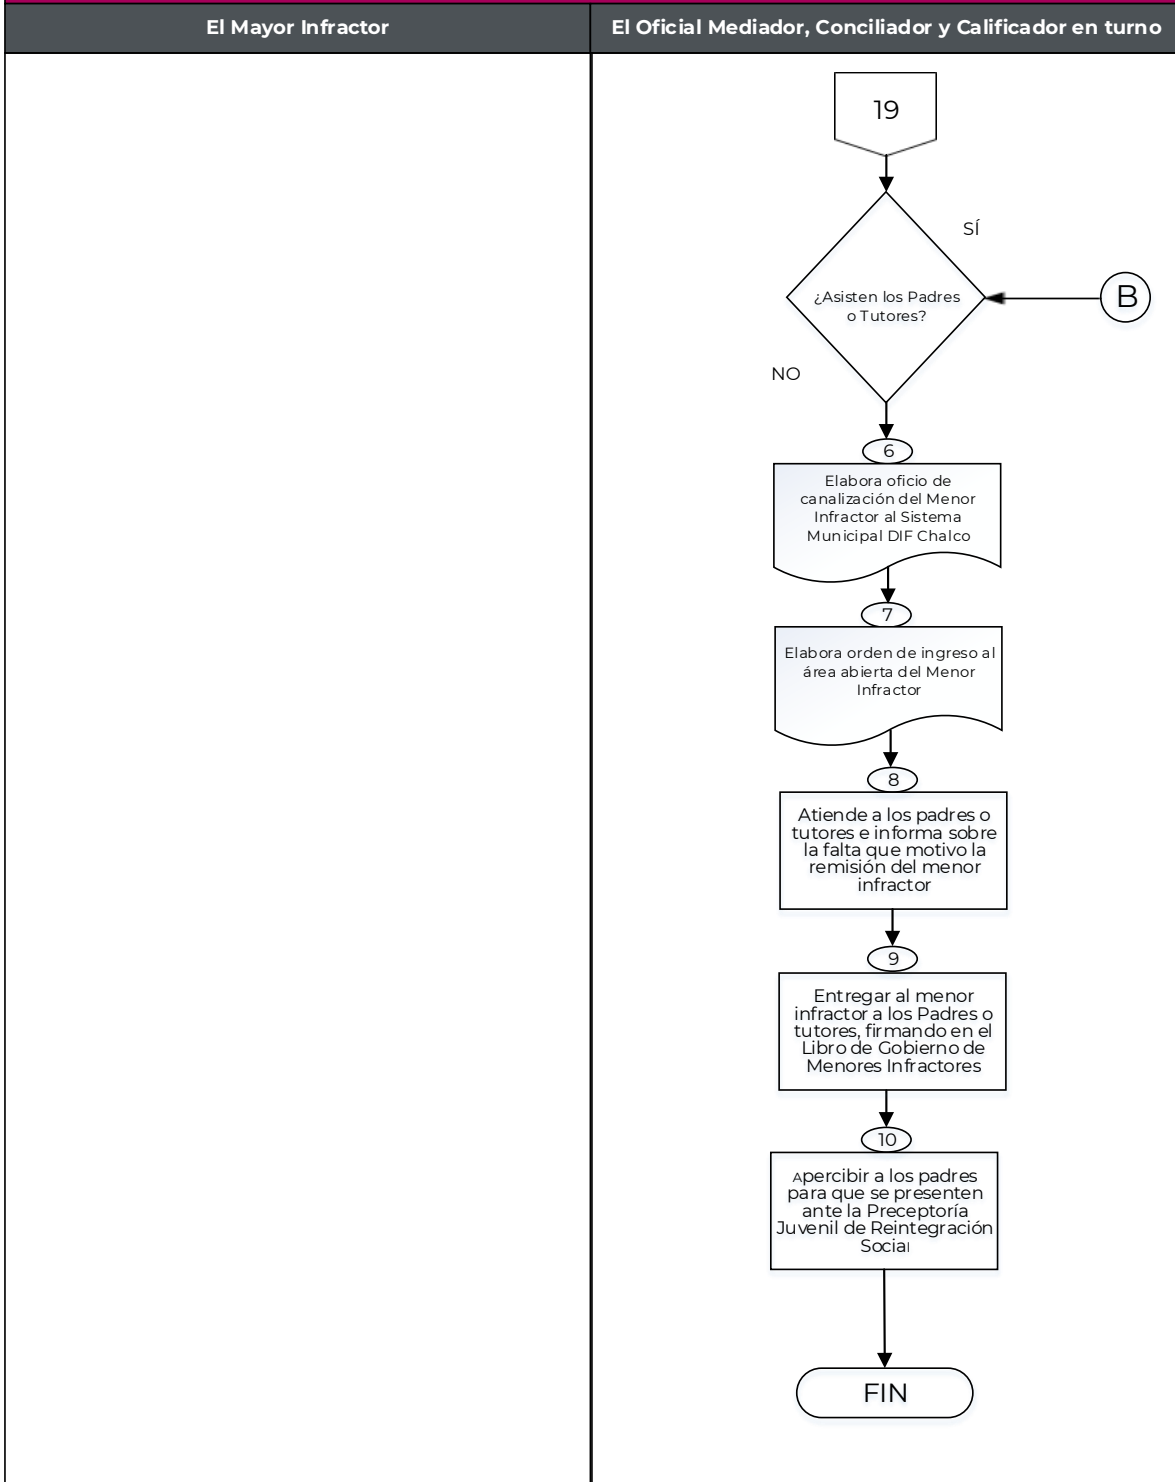 El Mayor Infractor
El Oficial Mediador, Conciliador y Calificador en turno
19
SÍ
¿Asisten los Padres
o Tutores?
B
NO
6
Elabora oficio de
canalización del Menor
Infractor al Sistema
Municipal DIF Chalco
7
Elabora orden de ingreso al
área abierta del Menor
Infractor
8
Atiende a los padres o
tutores e informa sobre
la falta que motivo la
remisión del menor
infractor
9
Entregar al menor
infractor a los Padres o
tutores, firmando en el
Libro de Gobierno de
Menores Infractores
10
Apercibir a los padres
para que se presenten
ante la Preceptoría
Juvenil de Reintegración
Social
FIN